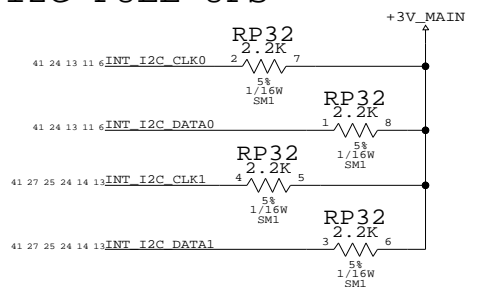 +3V_MAIN
RP32
2.2K
41 24 13 11 6 INT_I2C_CLK0 2 7
5%
1/16W
SM1
RP32
2.2K
41 24 13 11 6 INT_I2C_DATA0 1 8
5%
1/16W
SM1
RP32
2.2K
41 27 25 24 14 13 INT_I2C_CLK1 4 5
5%
1/16W
SM1
RP32
2.2K
41 27 25 24 14 13 INT_I2C_DATA1 3 6
5%
1/16W
SM1